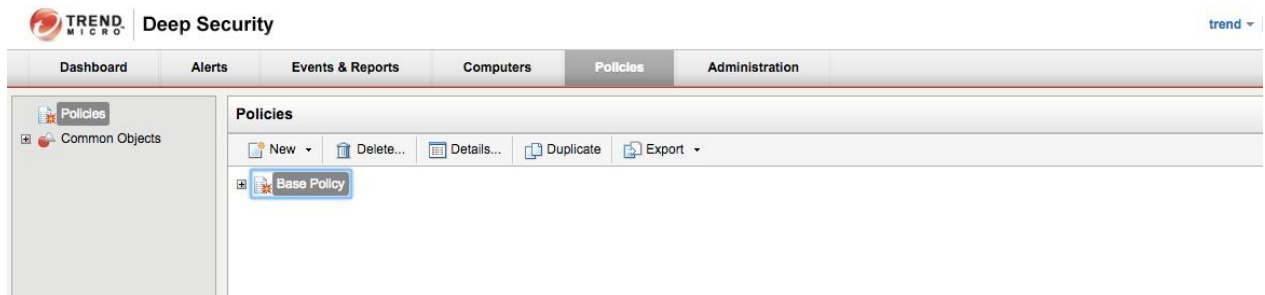 TREND MICRO Deep Security
trend
Dashboard Alerts Events & Reports Computers Policies Administration
Policies
Common Objects
Policies
New Delete... Details... Duplicate Export
Base Policy